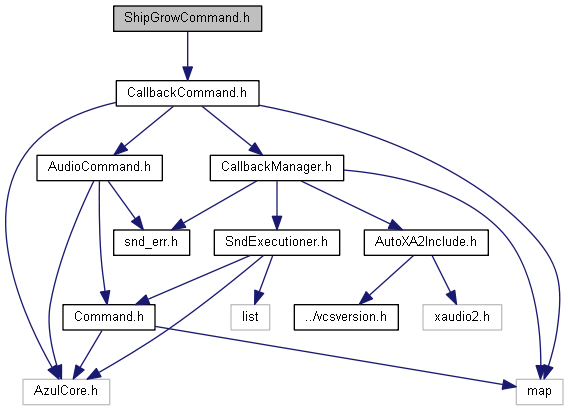 ShipGrowCommand.h
CallbackCommand.h
AudioCommand.h
CallbackManager.h
snd_err.h
SndExecutioner.h
AutoXA2Include.h
Command.h
list
../vcsversion.h
xaudio2.h
AzulCore.h
map